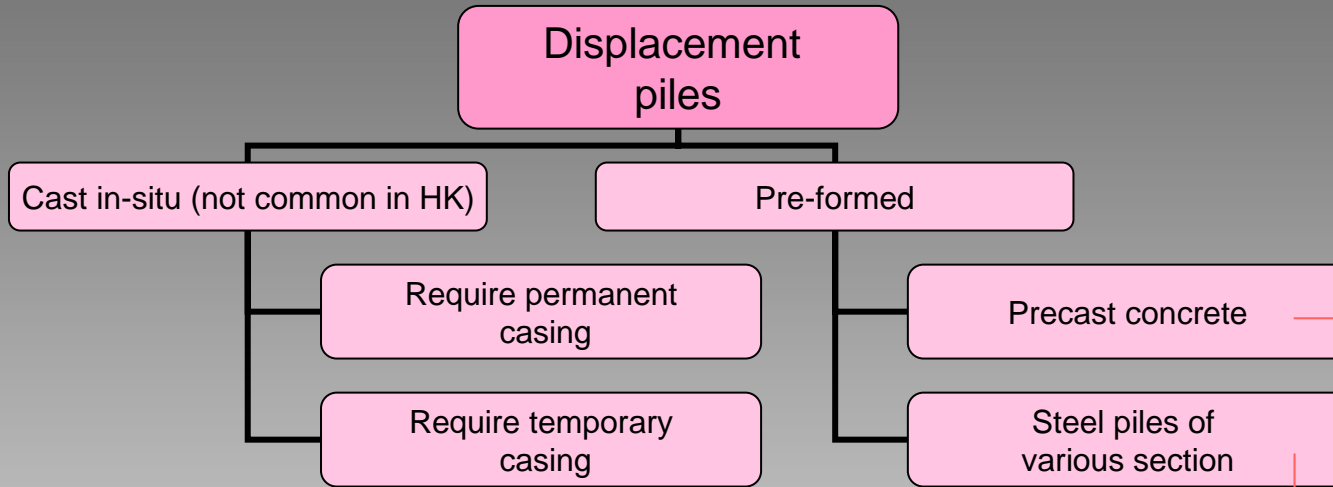 Displacement
piles
Cast in-situ (not common in HK)
Pre-formed
Require permanent
casing
Precast concrete
Require temporary
casing
Steel piles of
various section